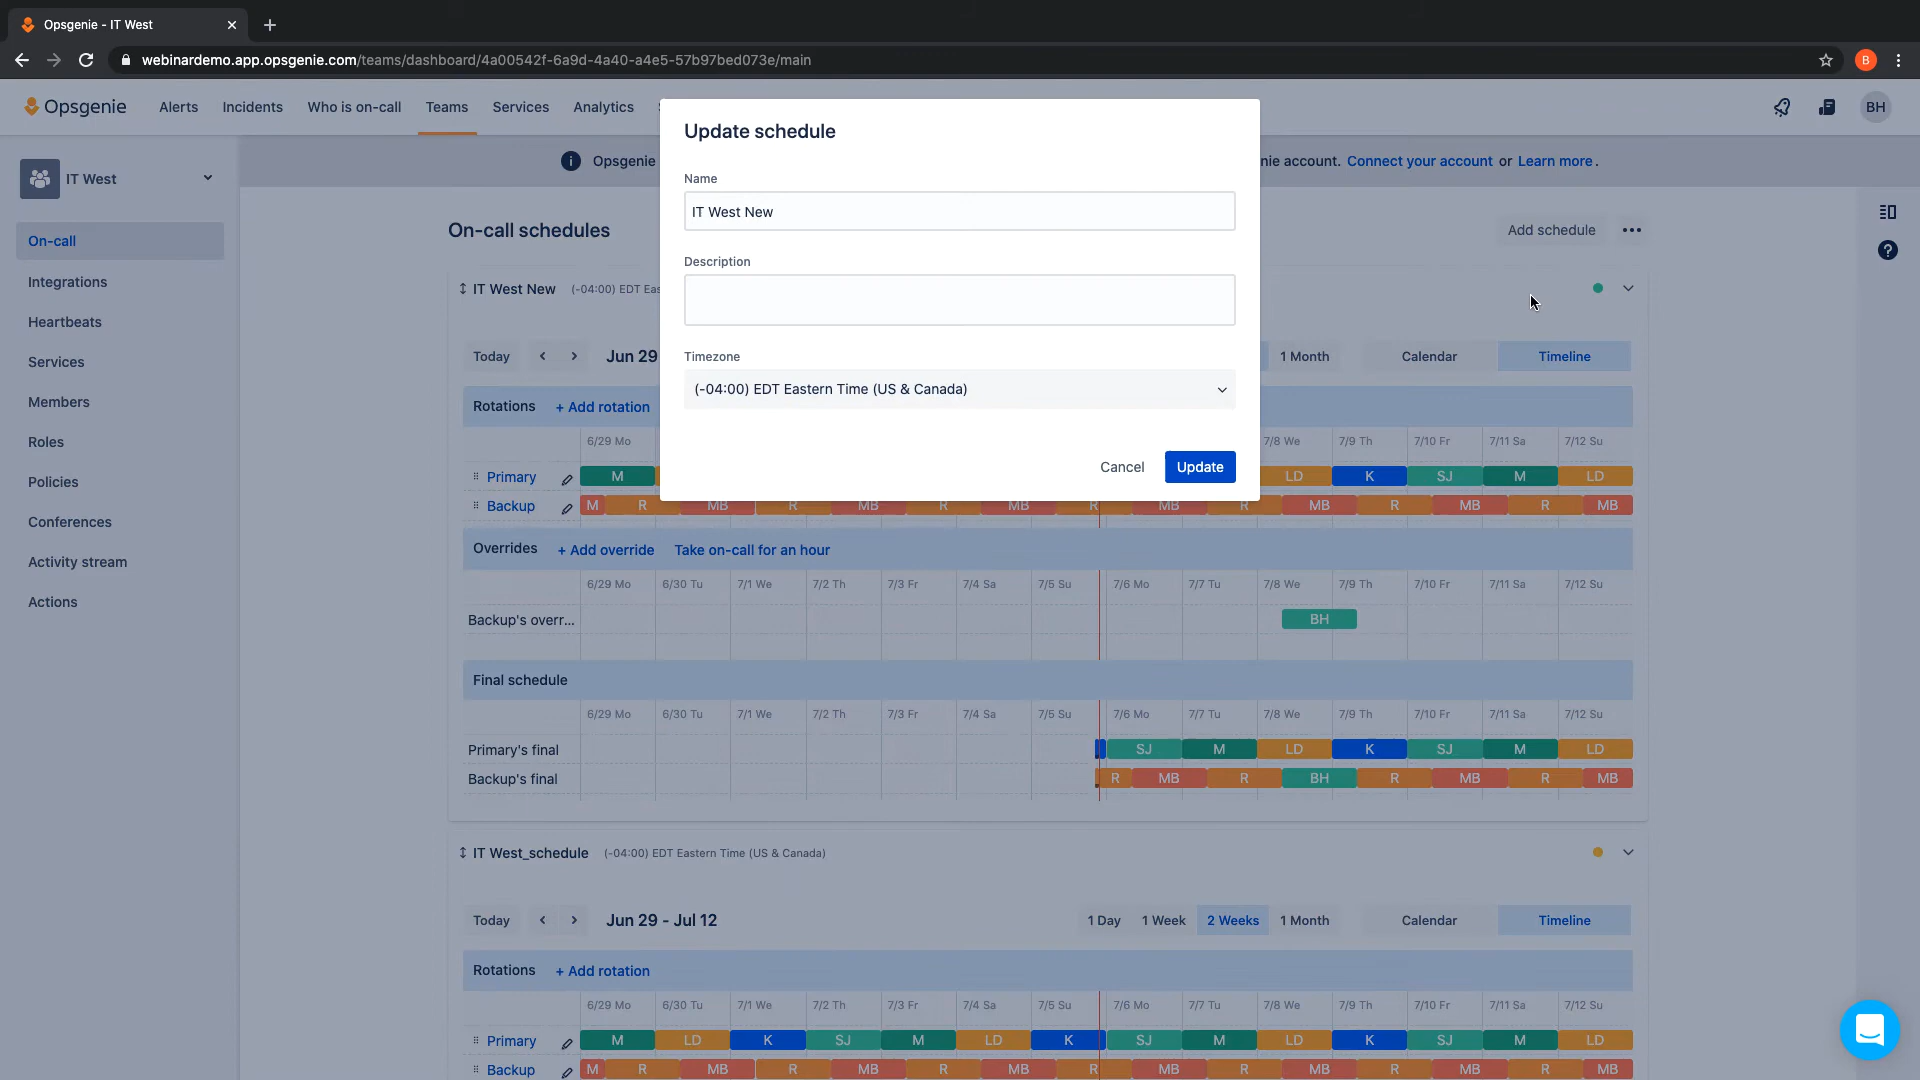 Opsgenie - IT West
webinardemo.app.opsgenie.com/teams/dashboard/4a00542f-6a9d-4a40-a4e5-57b97bed073e/main
B
Opsgenie Alerts Incidents Who is on-call Teams Services Analytics
BH
IT West
On-call
Integrations
Heartbeats
Services
Members
Roles
Policies
Conferences
Activity stream
Actions
Opsgenie
nie account. Connect your account or Learn more.
Update schedule
Name
IT West New
Description
Timezone
(-04:00) EDT Eastern Time (US & Canada)
Cancel Update
On-call schedules Add schedule
IT West New (-04:00) EDT Eas
Today Jun 29 1 Month Calendar Timeline
Rotations + Add rotation
6/29 Mo 7/8 We 7/9 Th 7/10 Fr 7/11 Sa 7/12 Su
Primary M LD K SJ M LD
Backup M R MB R MB R MB R MB R MB R MB R MB
Overrides + Add override Take on-call for an hour
6/29 Mo 6/30 Tu 7/1 We 7/2 Th 7/3 Fr 7/4 Sa 7/5 Su 7/6 Mo 7/7 Tu 7/8 We 7/9 Th 7/10 Fr 7/11 Sa 7/12 Su
Backup's overr... BH
Final schedule
6/29 Mo 6/30 Tu 7/1 We 7/2 Th 7/3 Fr 7/4 Sa 7/5 Su 7/6 Mo 7/7 Tu 7/8 We 7/9 Th 7/10 Fr 7/11 Sa 7/12 Su
Primary's final SJ M LD K SJ M LD
Backup's final R MB R BH R MB R MB
IT West_schedule (-04:00) EDT Eastern Time (US & Canada)
Today Jun 29 - Jul 12 1 Day 1 Week 2 Weeks 1 Month Calendar Timeline
Rotations + Add rotation
6/29 Mo 6/30 Tu 7/1 We 7/2 Th 7/3 Fr 7/4 Sa 7/5 Su 7/6 Mo 7/7 Tu 7/8 We 7/9 Th 7/10 Fr 7/11 Sa 7/12 Su
Primary M LD K SJ M LD K SJ M LD K SJ M LD
Backup M R MB R MB R MB R MB R MB R MB R MB